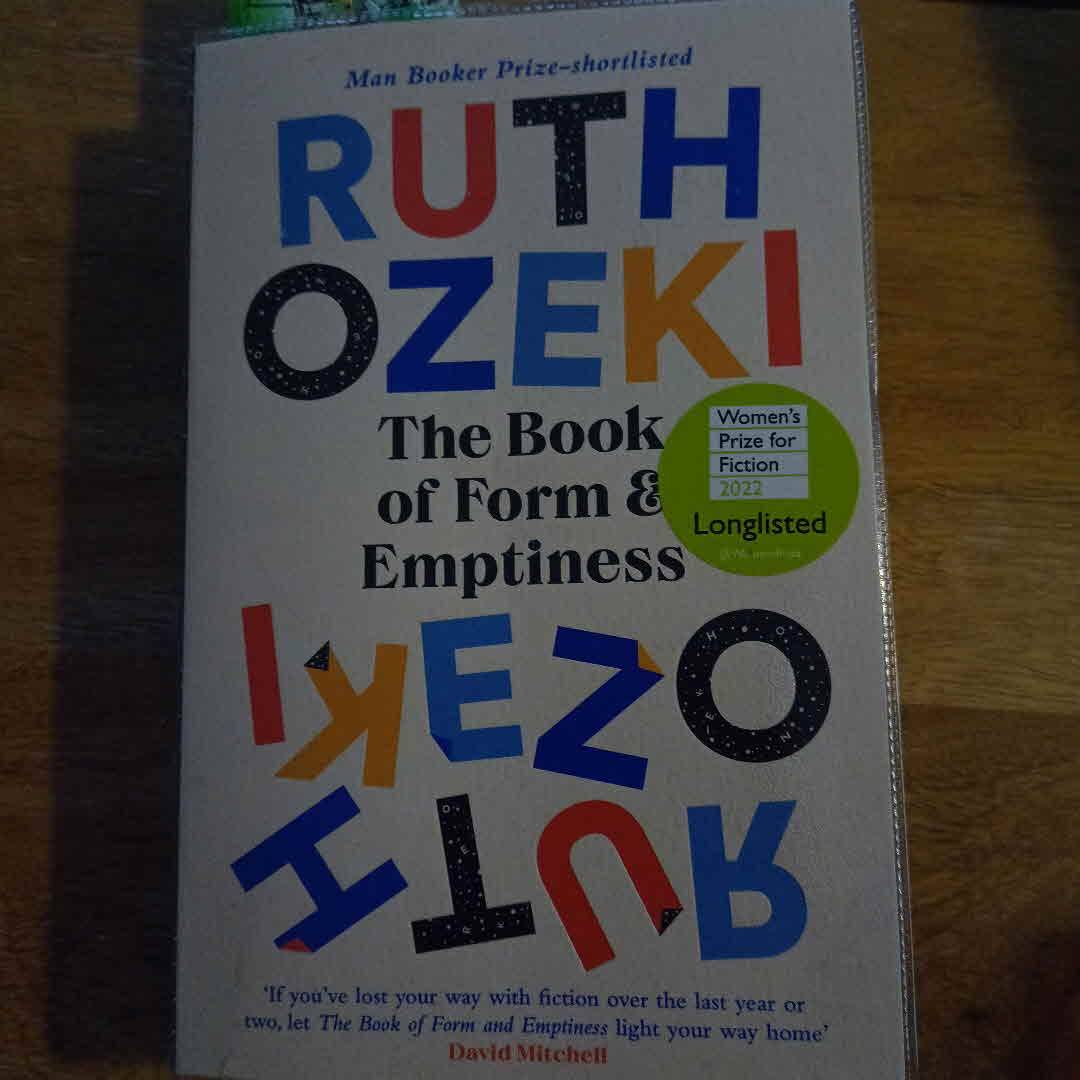 Man Booker Prize-shortlisted
RUTH
OZEKI
The Book
of Form &
Emptiness
Women's
Prize for
Fiction
2022
Longlisted
IKEZO
HTUR
'If you've lost your way with fiction over the last year or
two, let The Book of Form and Emptiness light your way home'
David Mitchell